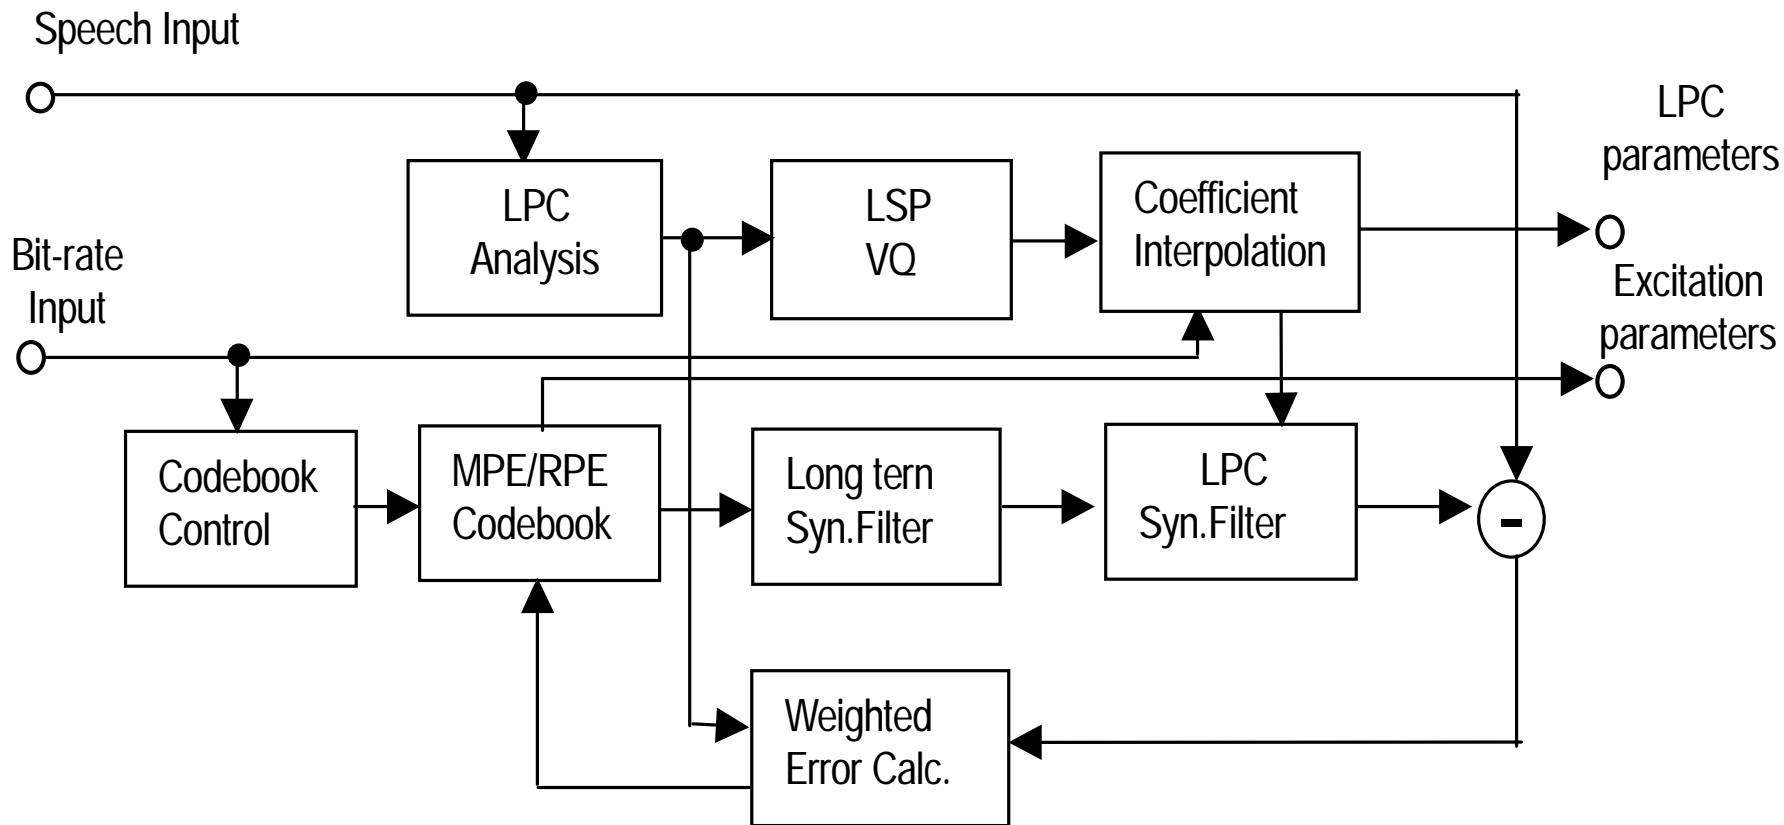 Speech Input
LPC
parameters
LPC
Analysis
LSP
VQ
Coefficient
Interpolation
Bit-rate
Input
Excitation
parameters
Codebook
Control
MPE/RPE
Codebook
Long tern
Syn.Filter
LPC
Syn.Filter
-
Weighted
Error Calc.